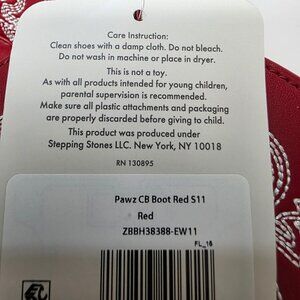 Care Instruction:
Clean shoes with a damp cloth. Do not bleach.
Do not wash in machine or place in dryer.
This is not a toy.
As with all products intended for young children,
parental supervision is recommended.
Make sure all plastic attachments and packaging
are properly discarded before giving to child.
This product was produced under
Stepping Stones LLC. New York, NY 10018
RN 130895
Pawz CB Boot Red S11
Red
ZBBH38388-EW11
FL_16